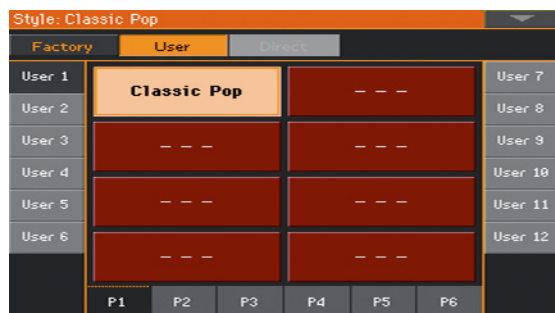 Style: Classic Pop
Factory User Direct
User 1
User 2
User 3
User 4
User 5
User 6
Classic Pop - - -
- - - - - -
- - - - - -
- - - - - -
User 7
User 8
User 9
User 10
User 11
User 12
P1 P2 P3 P4 P5 P6